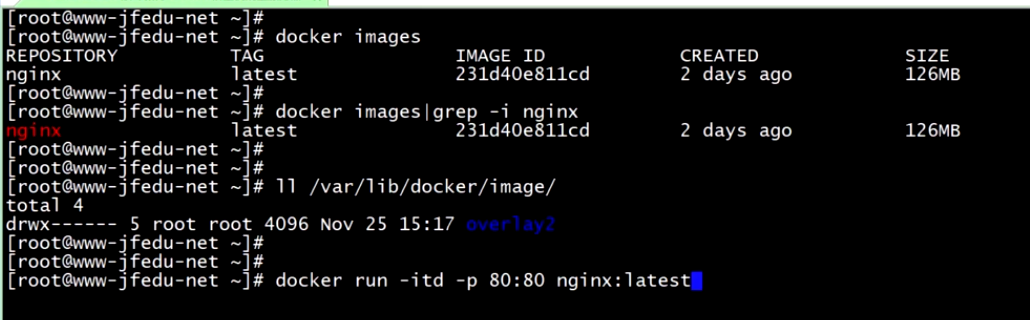 [root@www-jfedu-net ~]#
[root@www-jfedu-net ~]# docker images
REPOSITORY TAG IMAGE ID CREATED SIZE
nginx latest 231d40e811cd 2 days ago 126MB
[root@www-jfedu-net ~]#
[root@www-jfedu-net ~]# docker images|grep -i nginx
nginx latest 231d40e811cd 2 days ago 126MB
[root@www-jfedu-net ~]#
[root@www-jfedu-net ~]#
[root@www-jfedu-net ~]# ll /var/lib/docker/image/
total 4
drwx------ 5 root root 4096 Nov 25 15:17 overlay2
[root@www-jfedu-net ~]#
[root@www-jfedu-net ~]#
[root@www-jfedu-net ~]# docker run -itd -p 80:80 nginx:latest